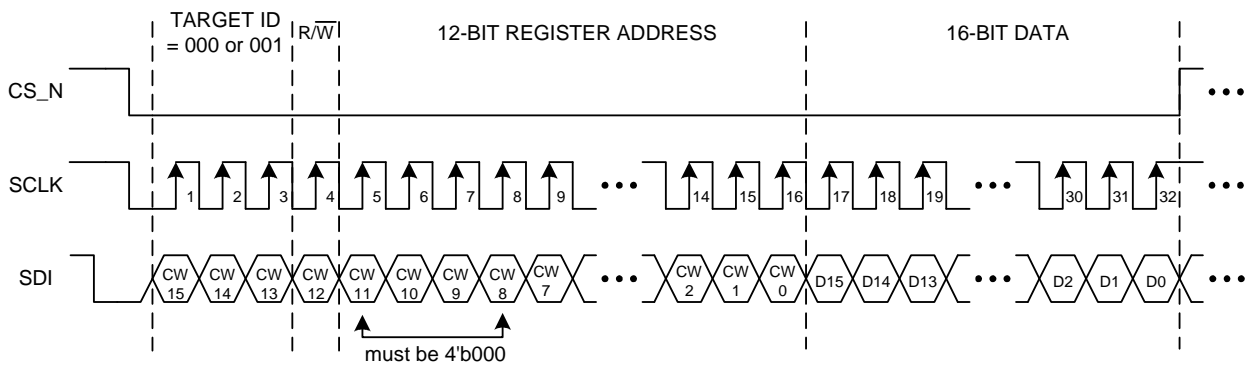 TARGET ID
= 000 or 001
R/W
12-BIT REGISTER ADDRESS
16-BIT DATA
CS_N
SCLK
1 2 3 4 5 6 7 8 9 14 15 16 17 18 19 30 31 32
SDI
CW 15
CW 14
CW 13
CW 12
CW 11
CW 10
CW 9
CW 8
CW 7
CW 2
CW 1
CW 0
D15
D14
D13
D2
D1
D0
must be 4'b000